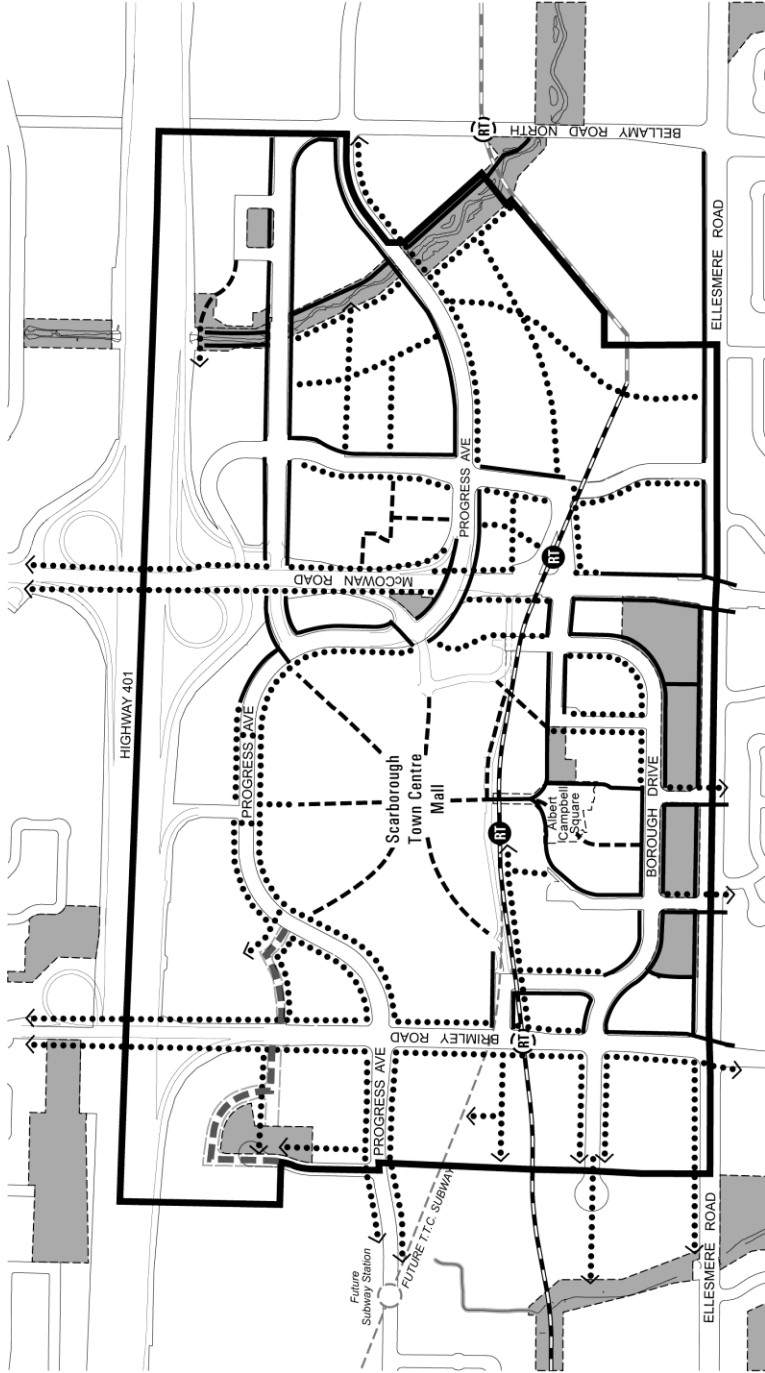 HIGHWAY 401
PROGRESS AVE
PROGRESS AVE
PROGRESS AVE
McCOWAN ROAD
BRIMLEY ROAD
BELLAMY ROAD NORTH
Scarborough
Town Centre
Mall
RT
RT
RT
RT
Albert
Campbell
Square
BOROUGH DRIVE
Future
Subway Station
FUTURE T.T.C. SUBWAY
ELLESMERE ROAD
ELLESMERE ROAD